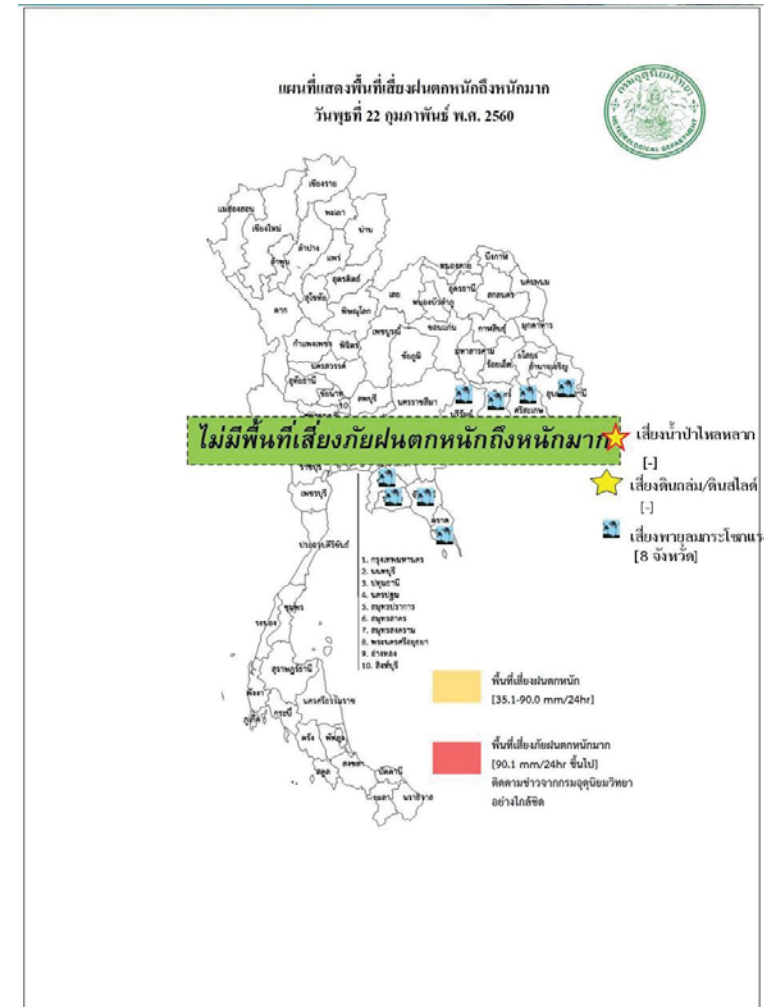 แผนที่แสดงพื้นที่เสี่ยงฝนตกหนักถึงหนักมาก
วันพุธที่ 22 กุมภาพันธ์ พ.ศ. 2560
กรมอุตุนิยมวิทยา
METEOROLOGICAL DEPARTMENT
เชียงราย
แม่ฮ่องสอน
พะเยา
เชียงใหม่
น่าน
ลำปาง
ลำพูน
แพร่
บึงกาฬ
หนองคาย
อุตรดิตถ์
อุดรธานี
นครพนม
เลย
สกลนคร
สุโขทัย
หนองบัวลำภู
ตาก
พิษณุโลก
เพชรบูรณ์
ขอนแก่น
กาฬสินธุ์
มุกดาหาร
กำแพงเพชร
พิจิตร
ชัยภูมิ
มหาสารคาม
ยโสธร
ร้อยเอ็ด
อำนาจเจริญ
นครสวรรค์
อุทัยธานี
ชัยนาท
10
ลพบุรี
นครราชสีมา
บุรีรัมย์
ศรีสะเกษ
ไม่มีพื้นที่เสี่ยงภัยฝนตกหนักถึงหนักมาก
เสี่ยงน้ำป่าไหลหลาก
[-]
เสี่ยงดินถล่ม/ดินสไลด์
[-]
เสี่ยงพายุลมกระโชกแรง
[8 จังหวัด]
ราชบุรี
เพชรบุรี
ตราด
ประจวบคีรีขันธ์
1. กรุงเทพมหานคร
2. นนทบุรี
3. ปทุมธานี
4. นครปฐม
5. สมุทรปราการ
6. สมุทรสาคร
7. สมุทรสงคราม
8. พระนครศรีอยุธยา
9. อ่างทอง
10. สิงห์บุรี
ชุมพร
ระนอง
สุราษฎร์ธานี
พังงา
นครศรีธรรมราช
ภูเก็ต
กระบี่
ตรัง
พัทลุง
สงขลา
สตูล
ปัตตานี
ยะลา
นราธิวาส
พื้นที่เสี่ยงฝนตกหนัก
[35.1-90.0 mm/24hr]
พื้นที่เสี่ยงภัยฝนตกหนักมาก
[90.1 mm/24hr ขึ้นไป]
ติดตามข่าวจากกรมอุตุนิยมวิทยา
อย่างใกล้ชิด